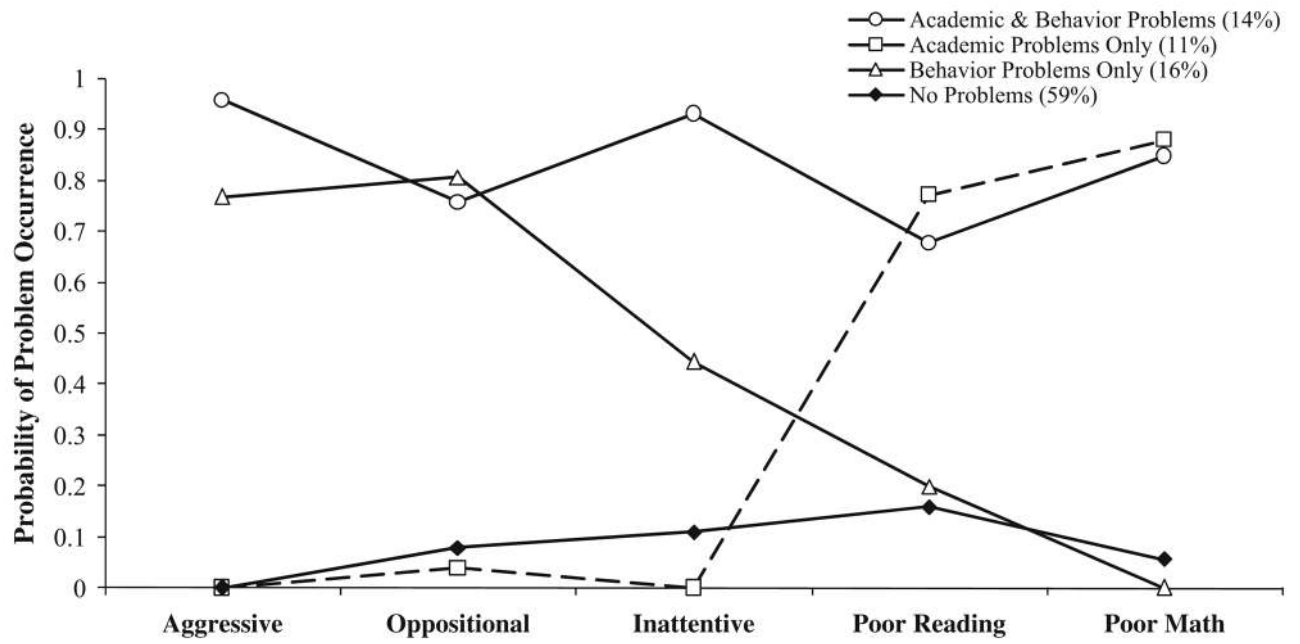 Academic & Behavior Problems (14%)
Academic Problems Only (11%)
Behavior Problems Only (16%)
No Problems (59%)
Probability of Problem Occurrence
1
0.9
0.8
0.7
0.6
0.5
0.4
0.3
0.2
0.1
0
Aggressive Oppositional Inattentive Poor Reading Poor Math